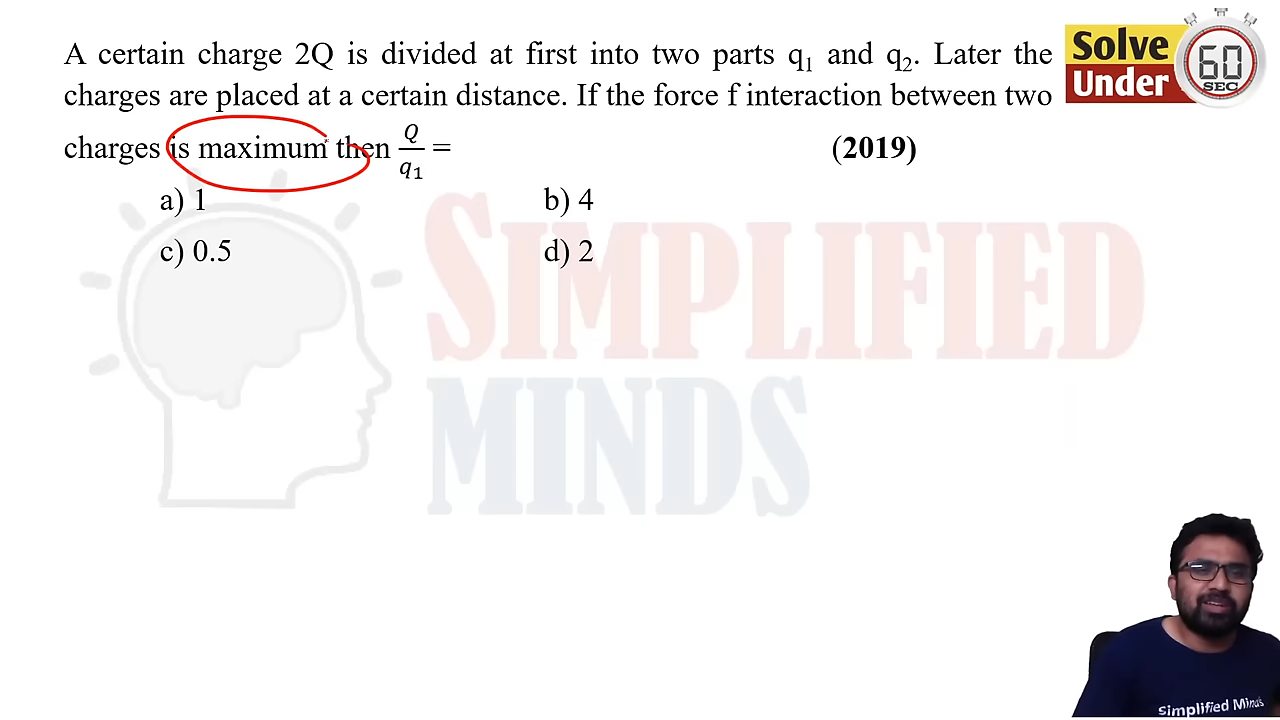 A certain charge 2Q is divided at first into two parts q₁ and q₂. Later the
charges are placed at a certain distance. If the force f interaction between two
charges is maximum then Q/q₁ = (2019)
a) 1 b) 4
c) 0.5 d) 2
Solve
Under
60
SEC
SIMPLIFIED
MINDS
Simplified Minds